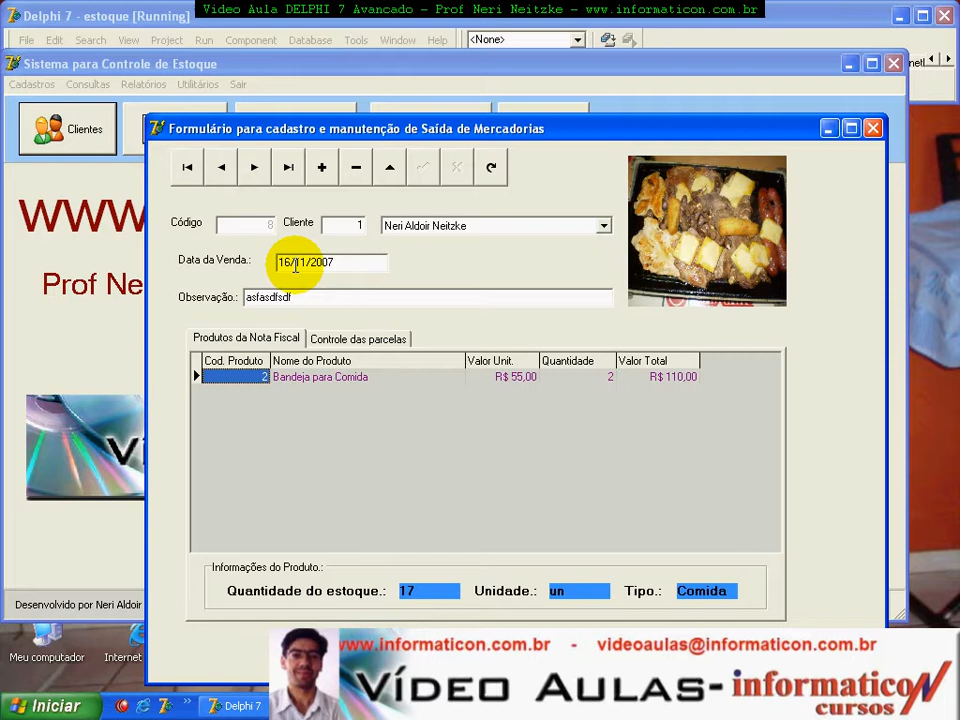 Video Aula DELPHI 7 Avancado - Prof Neri Neitzke - www.informaticon.com.br
Delphi 7 - estoque [Running]
File Edit Search View Project Run Component Database Tools Window Help
<None>
Sistema para Controle de Estoque
Cadastros Consultas Relatórios Utilitários Sair
Clientes
Formulário para cadastro e manutenção de Saída de Mercadorias
WWW
Prof Ne
Código 8 Cliente 1 Neri Aldoir Neitzke
Data da Venda.: 16/11/2007
Observação.: asfasdfsdf
Produtos da Nota Fiscal Controle das parcelas
Cod. Produto Nome do Produto Valor Unit. Quantidade Valor Total
2 Bandeja para Comida R$ 55,00 2 R$ 110,00
Informações do Produto.:
Quantidade do estoque.: 17 Unidade.: un Tipo.: Comida
Desenvolvido por Neri Aldoir
Meu computador Internet
www.informaticon.com.br - videoaulas@informaticon.com.br
VÍDEO AULAS- informaticon
cursos
Iniciar Delphi 7